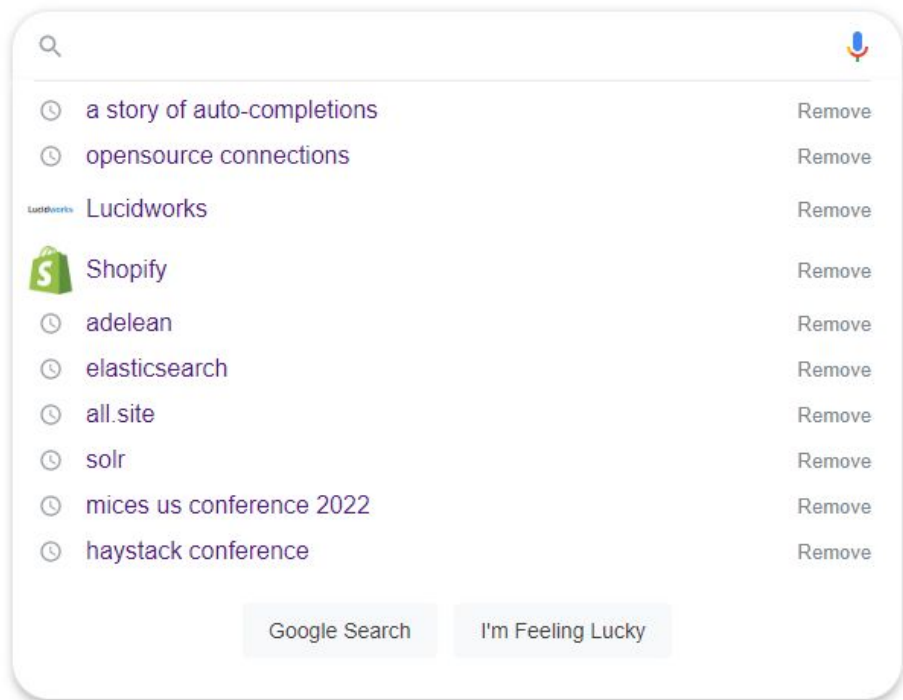 a story of auto-completions Remove
opensource connections Remove
Lucidworks Lucidworks Remove
Shopify Remove
adelean Remove
elasticsearch Remove
all.site Remove
solr Remove
mices us conference 2022 Remove
haystack conference Remove
Google Search I'm Feeling Lucky